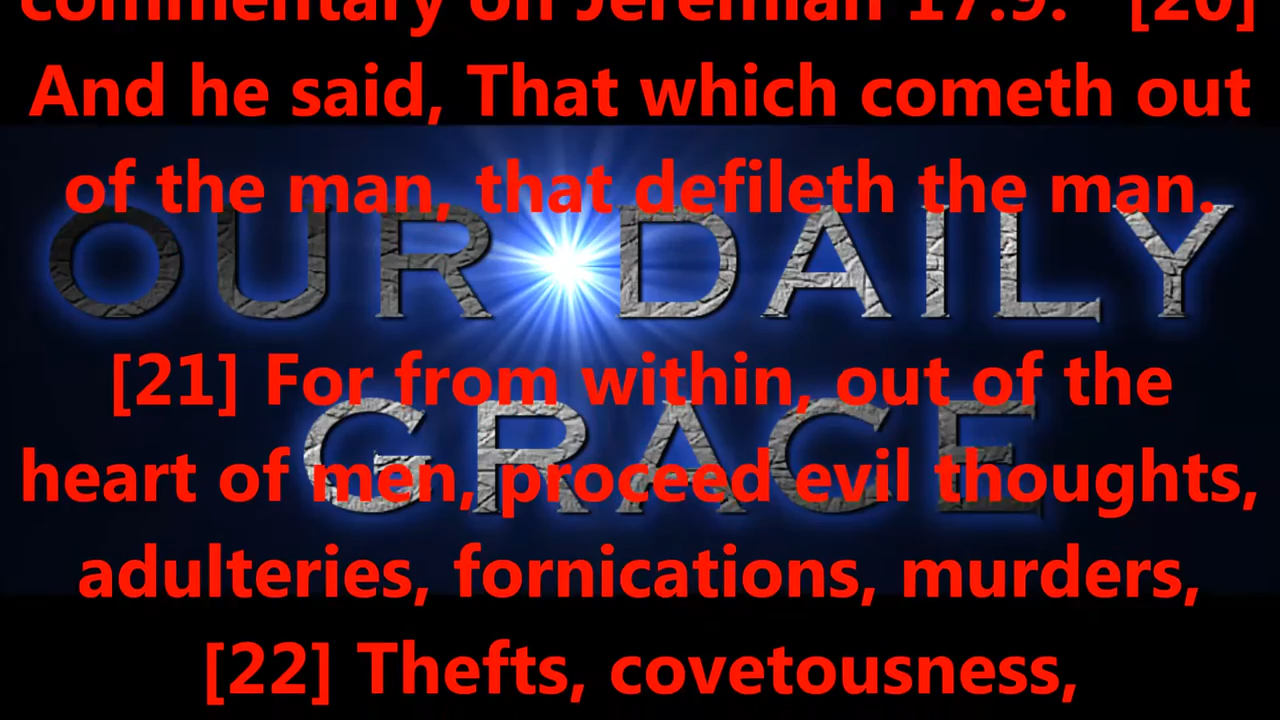 commentary on Jeremiah 17:9: [20]
And he said, That which cometh out
of the man, that defileth the man.
OUR DAILY
[21] For from within, out of the
GRACE
heart of men, proceed evil thoughts,
adulteries, fornications, murders,
[22] Thefts, covetousness,